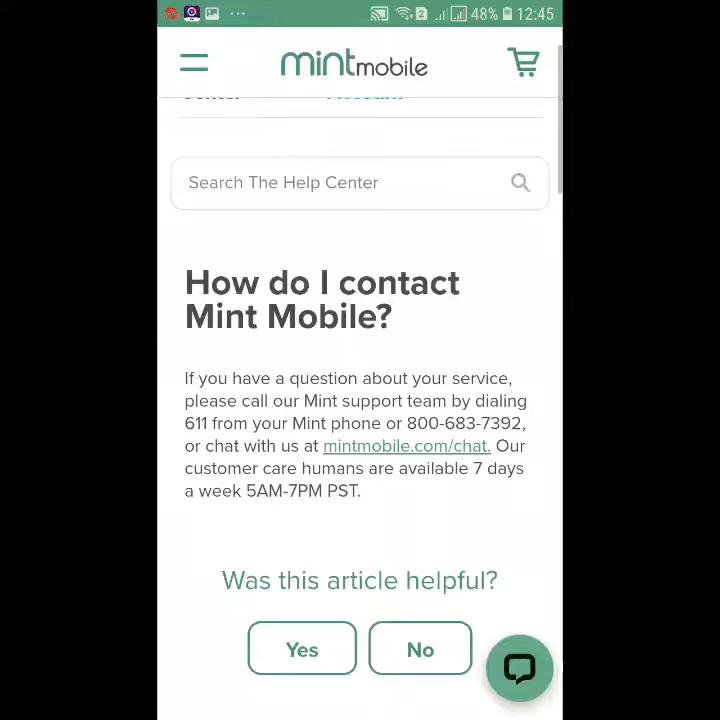 48% 12:45
mintmobile
Search The Help Center
How do I contact
Mint Mobile?
If you have a question about your service,
please call our Mint support team by dialing
611 from your Mint phone or 800-683-7392,
or chat with us at mintmobile.com/chat. Our
customer care humans are available 7 days
a week 5AM-7PM PST.
Was this article helpful?
Yes No